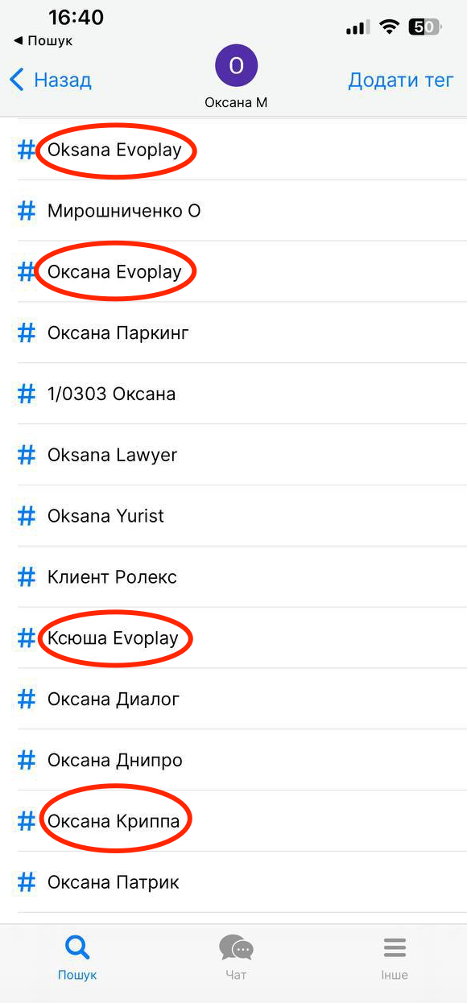 16:40
50
◀ Пошук
О
Назад
Додати тег
Оксана М
# Oksana Evoplay
# Мирошниченко О
# Оксана Evoplay
# Оксана Паркинг
# 1/0303 Оксана
# Oksana Lawyer
# Oksana Yurist
# Клиент Ролекс
# Ксюша Evoplay
# Оксана Диалог
# Оксана Днипро
# Оксана Криппа
# Оксана Патрик
Пошук
Чат
Інше